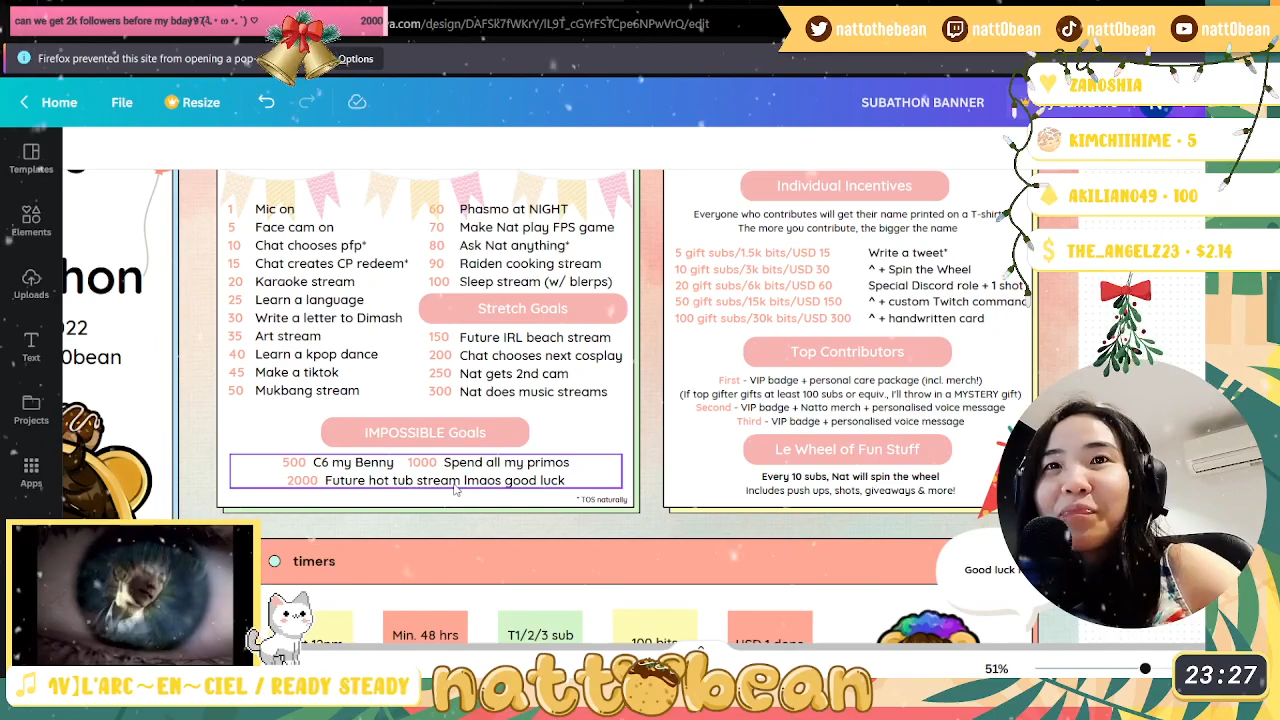 can we get 2k followers before my bday?
2000
Firefox prevented this site from opening a pop-
Options
nattothebean
natt0bean
natt0bean
natt0bean
ZANOSHIA
KIMCHIIHIME · 5
AKILIANO49 · 100
THE_ANGELZ23 · $2.14
Home
File
Resize
SUBATHON BANNER
Templates
Elements
Uploads
Text
Projects
Apps
hon
022
0bean
1 Mic on
5 Face cam on
10 Chat chooses pfp*
15 Chat creates CP redeem*
20 Karaoke stream
25 Learn a language
30 Write a letter to Dimash
35 Art stream
40 Learn a kpop dance
45 Make a tiktok
50 Mukbang stream
60 Phasmo at NIGHT
70 Make Nat play FPS game
80 Ask Nat anything*
90 Raiden cooking stream
100 Sleep stream (w/ blerps)
Stretch Goals
150 Future IRL beach stream
200 Chat chooses next cosplay
250 Nat gets 2nd cam
300 Nat does music streams
IMPOSSIBLE Goals
500 C6 my Benny 1000 Spend all my primos
2000 Future hot tub stream lmaos good luck
* TOS naturally
Individual Incentives
Everyone who contributes will get their name printed on a T-shirt
The more you contribute, the bigger the name
5 gift subs/1.5k bits/USD 15 Write a tweet*
10 gift subs/3k bits/USD 30 ^ + Spin the Wheel
20 gift subs/6k bits/USD 60 Special Discord role + 1 shot
50 gift subs/15k bits/USD 150 ^ + custom Twitch command
100 gift subs/30k bits/USD 300 ^ + handwritten card
Top Contributors
First - VIP badge + personal care package (incl. merch!)
(If top gifter gifts at least 100 subs or equiv., I'll throw in a MYSTERY gift)
Second - VIP badge + Natto merch + personalised voice message
Third - VIP badge + personalised voice message
Le Wheel of Fun Stuff
Every 10 subs, Nat will spin the wheel
Includes push ups, shots, giveaways & more!
timers
Good luck
Min. 48 hrs
T1/2/3 sub
100 bits
51%
L'ARC～EN～CIEL / READY STEADY
natt0bean
23:27